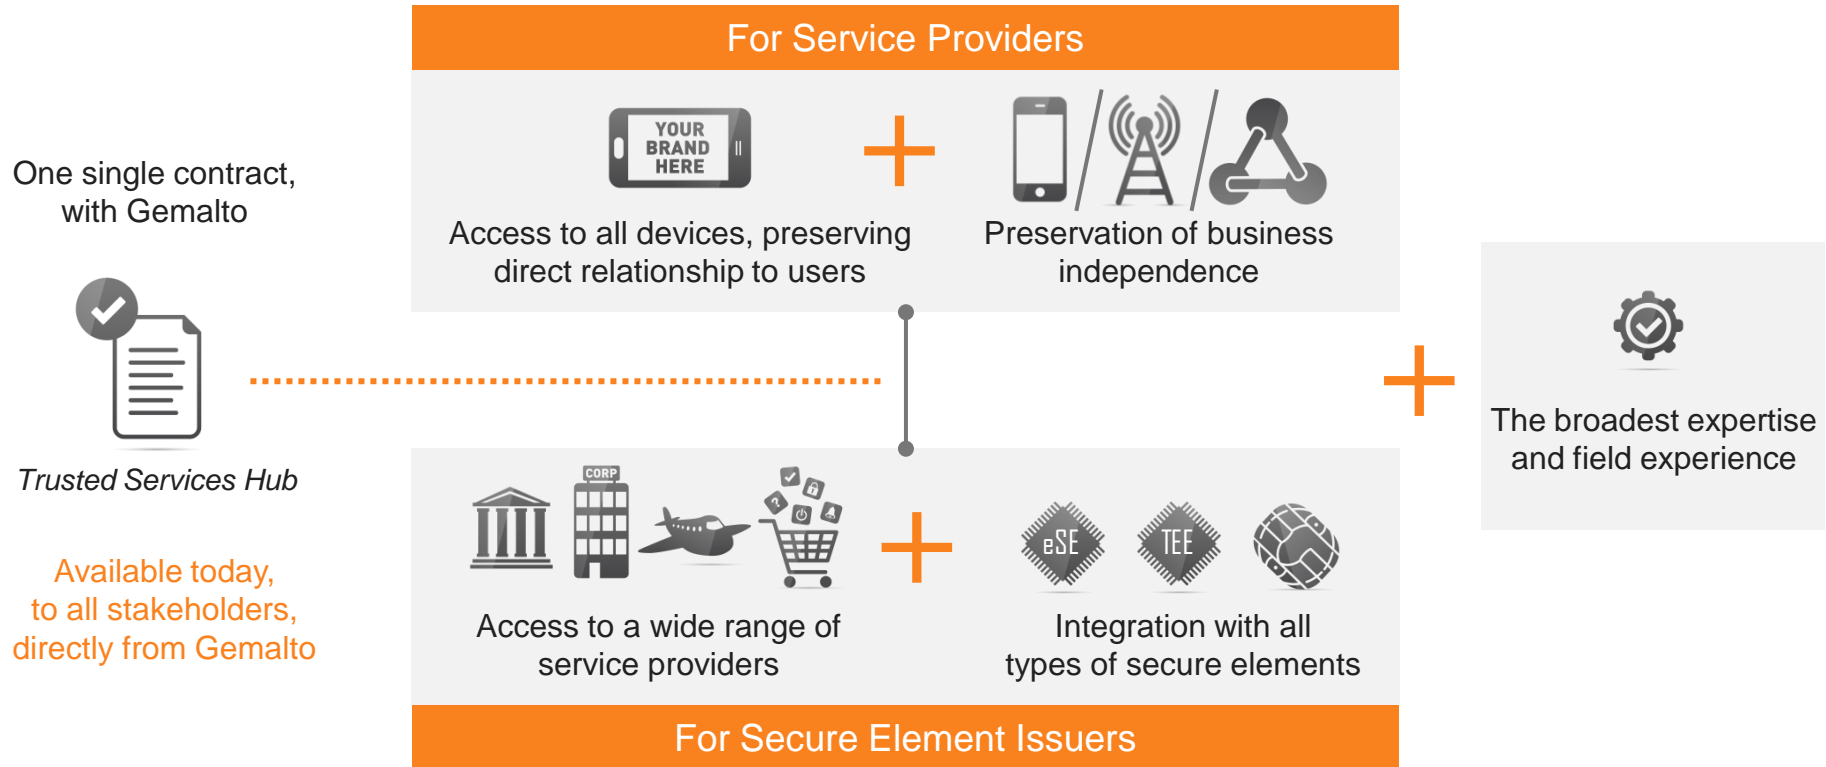 For Service Providers
One single contract,
with Gemalto
Trusted Services Hub
Available today,
to all stakeholders,
directly from Gemalto
YOUR
BRAND
HERE
Access to all devices, preserving
direct relationship to users
Preservation of business
independence
CORP
?
Access to a wide range of
service providers
eSE
TEE
Integration with all
types of secure elements
For Secure Element Issuers
The broadest expertise
and field experience